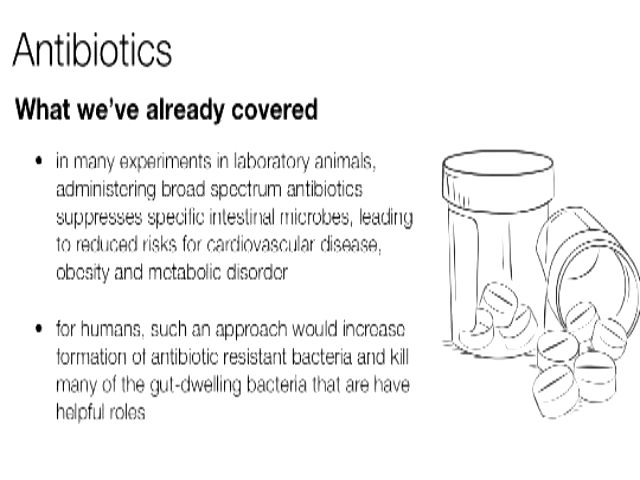 Antibiotics
What we've already covered
• in many experiments in laboratory animals,
administering broad spectrum antibiotics
suppresses specific intestinal microbes, leading
to reduced risks for cardiovascular disease,
obesity and metabolic disorder
• for humans, such an approach would increase
formation of antibiotic resistant bacteria and kill
many of the gut-dwelling bacteria that are have
helpful roles